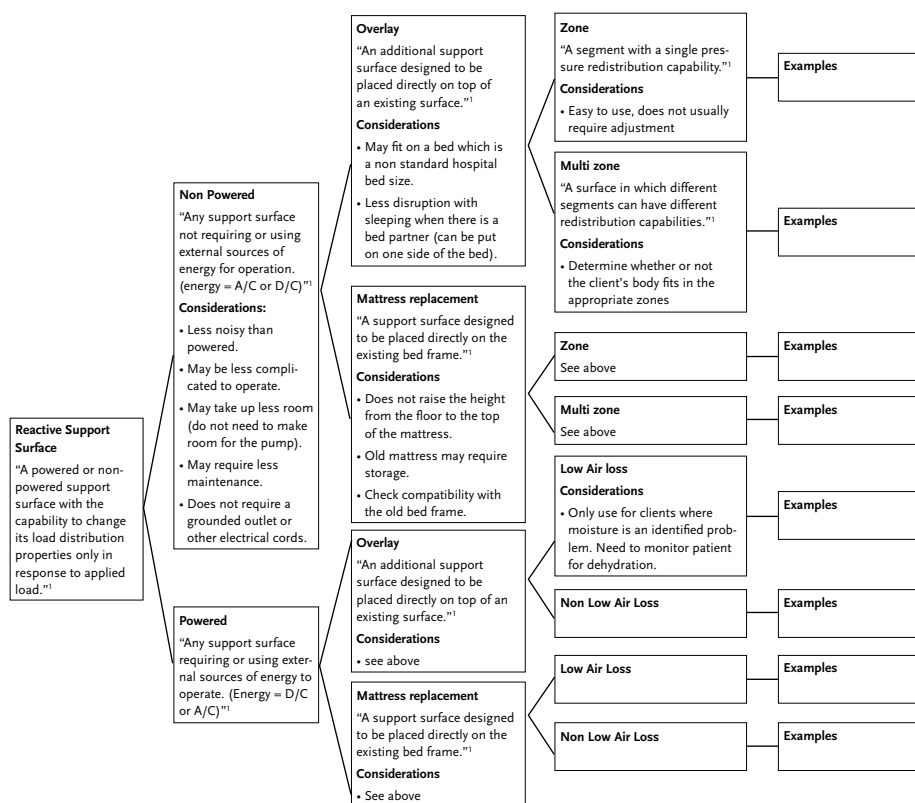 Reactive Support
Surface
“A powered or non-
powered support
surface with the
capability to change
its load distribution
properties only in
response to applied
load.”¹
Non Powered
“Any support surface
not requiring or using
external sources of
energy for operation.
(energy = A/C or D/C)”¹
Considerations:
• Less noisy than
powered.
• May be less compli-
cated to operate.
• May take up less room
(do not need to make
room for the pump).
• May require less
maintenance.
• Does not require a
grounded outlet or
other electrical cords.
Powered
“Any support surface
requiring or using exter-
nal sources of energy to
operate. (Energy = D/C
or A/C)”¹
Overlay
“An additional support
surface designed to be
placed directly on top of
an existing surface.”¹
Considerations
• May fit on a bed which is
a non standard hospital
bed size.
• Less disruption with
sleeping when there is a
bed partner (can be put
on one side of the bed).
Mattress replacement
“A support surface designed
to be placed directly on the
existing bed frame.”¹
Considerations
• Does not raise the height
from the floor to the top
of the mattress.
• Old mattress may require
storage.
• Check compatibility with
the old bed frame.
Overlay
“An additional support
surface designed to be
placed directly on top of an
existing surface.”¹
Considerations
• see above
Mattress replacement
“A support surface designed
to be placed directly on the
existing bed frame.”¹
Considerations
• See above
Zone
“A segment with a single pres-
sure redistribution capability.”¹
Considerations
• Easy to use, does not usually
require adjustment
Multi zone
“A surface in which different
segments can have different
redistribution capabilities.”¹
Considerations
• Determine whether or not
the client’s body fits in the
appropriate zones
Zone
See above
Multi zone
See above
Low Air loss
Considerations
• Only use for clients where
moisture is an identified prob-
lem. Need to monitor patient
for dehydration.
Non Low Air Loss
Low Air Loss
Non Low Air Loss
Examples
Examples
Examples
Examples
Examples
Examples
Examples
Examples